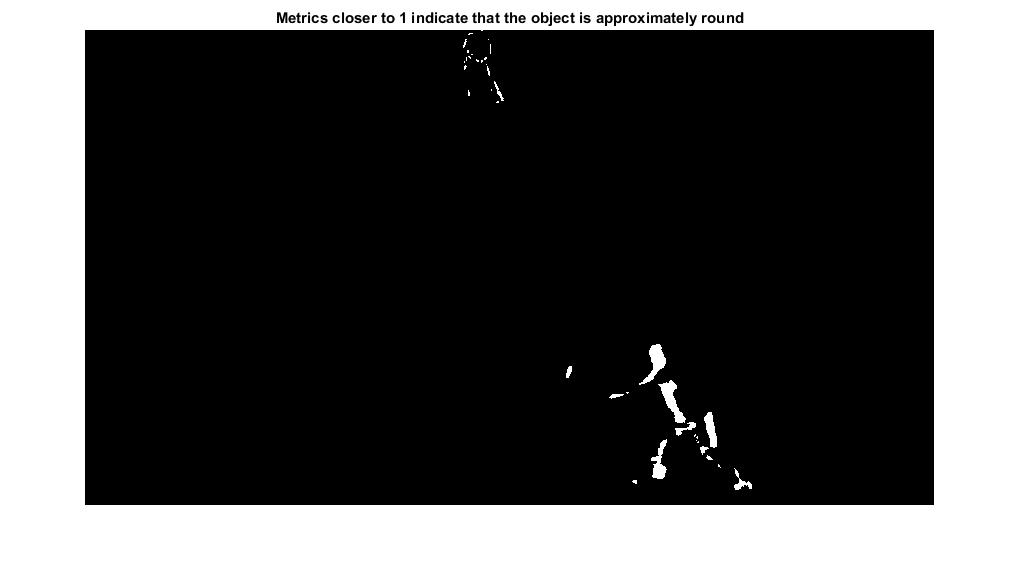 Metrics closer to 1 indicate that the object is approximately round